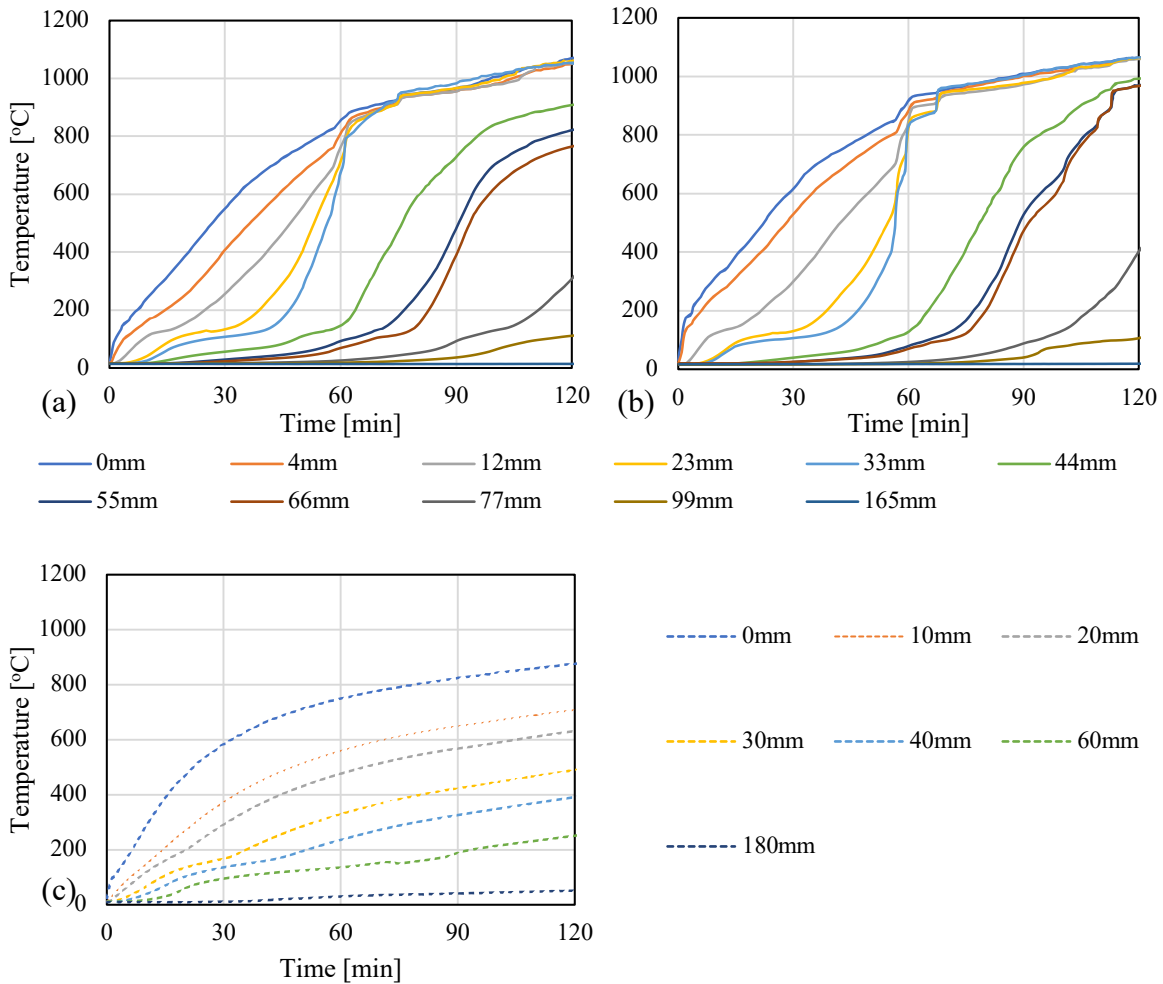 1200 1200
1000 1000
800 800
600 600
400 400
200 200
0 0
Temperature [°C] Temperature [°C]
0 30 60 90 120 0 30 60 90 120
(a) (b)
Time [min] Time [min]
0mm 4mm 12mm 23mm 33mm 44mm
55mm 66mm 77mm 99mm 165mm
1200
1000
800
600
400
200
0
Temperature [°C]
(c)
0 30 60 90 120
Time [min]
0mm 10mm 20mm
30mm 40mm 60mm
180mm